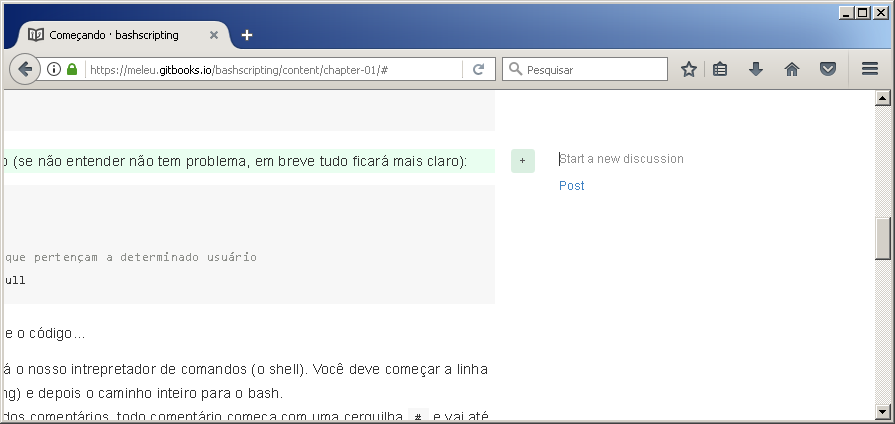 Começando · bashscripting
https://meleu.gitbooks.io/bashscripting/content/chapter-01/#
Pesquisar
o (se não entender não tem problema, em breve tudo ficará mais claro):
+
Start a new discussion
Post
que pertençam a determinado usuário
ull
e o código...
á o nosso intrepretador de comandos (o shell). Você deve começar a linha
ng) e depois o caminho inteiro para o bash.
dos comentários, todo comentário começa com uma cerquilha # e vai até